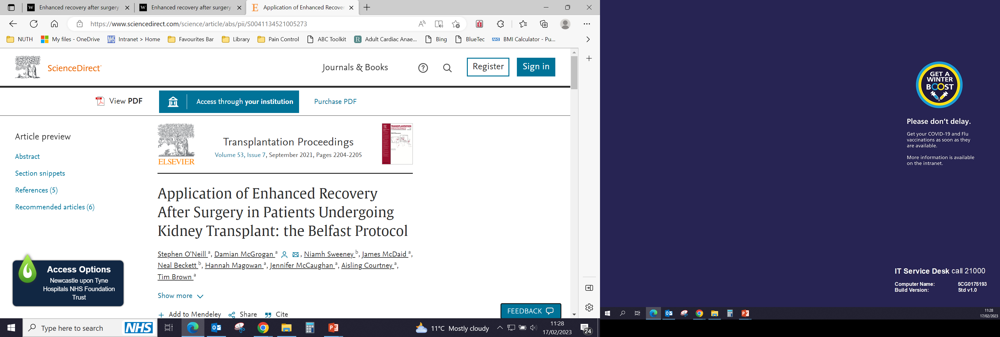 Enhanced recovery after surgery
Enhanced recovery after surgery
Application of Enhanced Recover
https://www.sciencedirect.com/science/article/abs/pii/S0041134521005273
NUTH
My files - OneDrive
Intranet > Home
Favourites Bar
Library
Pain Control
ABC Toolkit
Adult Cardiac Anae...
Bing
BlueTec
BMI Calculator - Pu...
ScienceDirect
Journals & Books
Register
Sign in
View PDF
Access through your institution
Purchase PDF
Article preview
Abstract
Section snippets
References (5)
Recommended articles (6)
ELSEVIER
Transplantation Proceedings
Volume 53, Issue 7, September 2021, Pages 2204-2205
TRANSPLANTATION
PROCEEDINGS
Application of Enhanced Recovery
After Surgery in Patients Undergoing
Kidney Transplant: the Belfast Protocol
Stephen O'Neill a, Damian McGrogan a, Niamh Sweeney b, James McDaid a,
Neal Beckett b, Hannah Magowan a, Jennifer McCaughan a, Aisling Courtney a,
Tim Brown a
Show more
Add to Mendeley
Share
Cite
FEEDBACK
Access Options
Newcastle upon Tyne
Hospitals NHS Foundation
Trust
Type here to search
NHS
11°C Mostly cloudy
11:28
17/02/2023
24
GET A
WINTER
BOOST
Please don't delay.
Get your COVID-19 and Flu
vaccinations as soon as they
are available.
More information is available
on the intranet.
IT Service Desk call 21000
Computer Name: 5CG0175193
Build Version: Std v1.0
11:28
17/02/2023